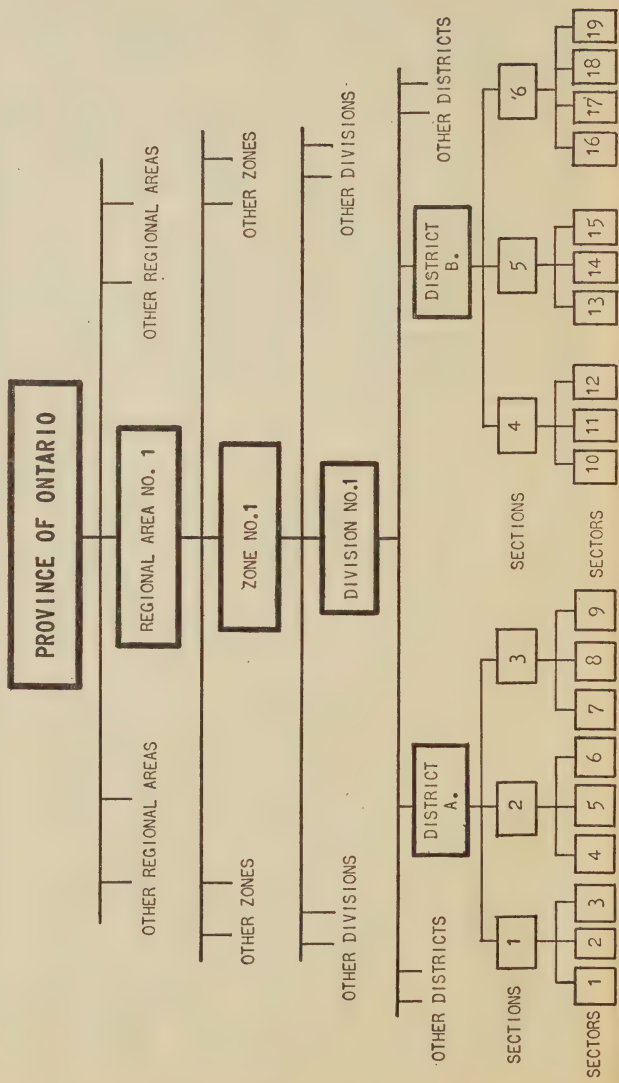 PROVINCE OF ONTARIO
OTHER REGIONAL AREAS
REGIONAL AREA NO. 1
OTHER REGIONAL AREAS
OTHER ZONES
ZONE NO.1
OTHER ZONES
OTHER DIVISIONS
DIVISION NO.1
OTHER DIVISIONS
OTHER DISTRICTS
DISTRICT
A.
DISTRICT
B.
OTHER DISTRICTS
SECTIONS
1
2
3
SECTIONS
4
5
6
SECTORS
1
2
3
4
5
6
7
8
9
SECTORS
10
11
12
13
14
15
16
17
18
19